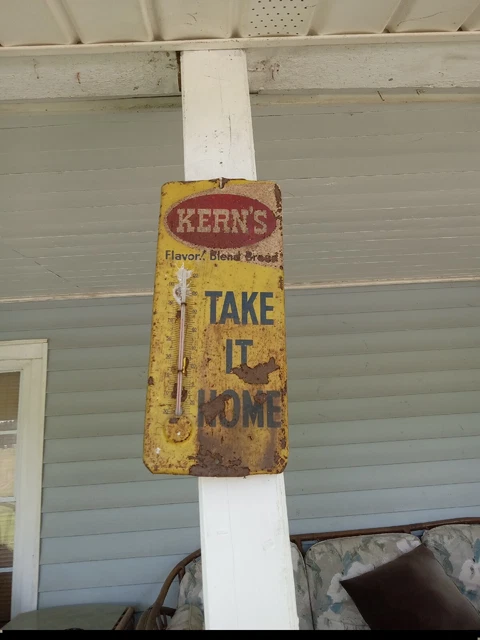 KERN'S
Flavor.. Blend Bread
TAKE
IT
HOME